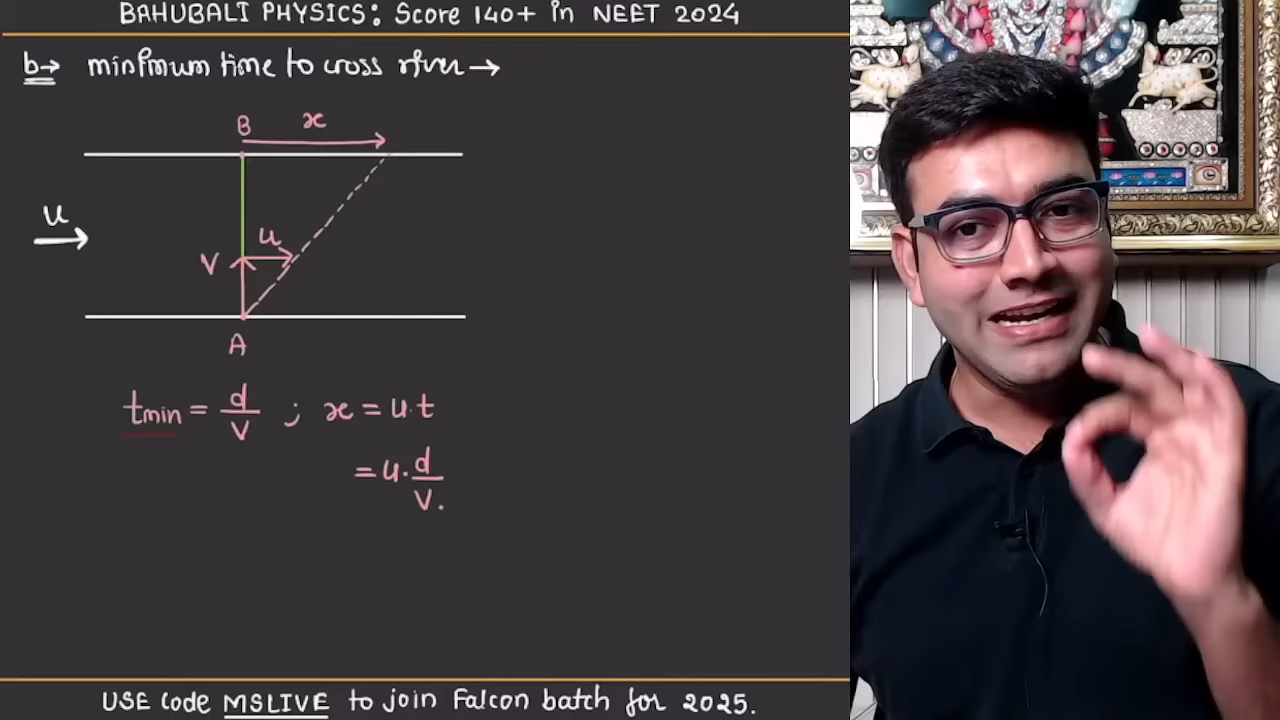 BAHUBALI PHYSICS: Score 140+ in NEET 2024
b→ minimum time to cross river →
B x
u
u
V
A
tmin = d/V ; x = u.t
= u. d/V.
USE Code MSLIVE to join Falcon batch for 2025.